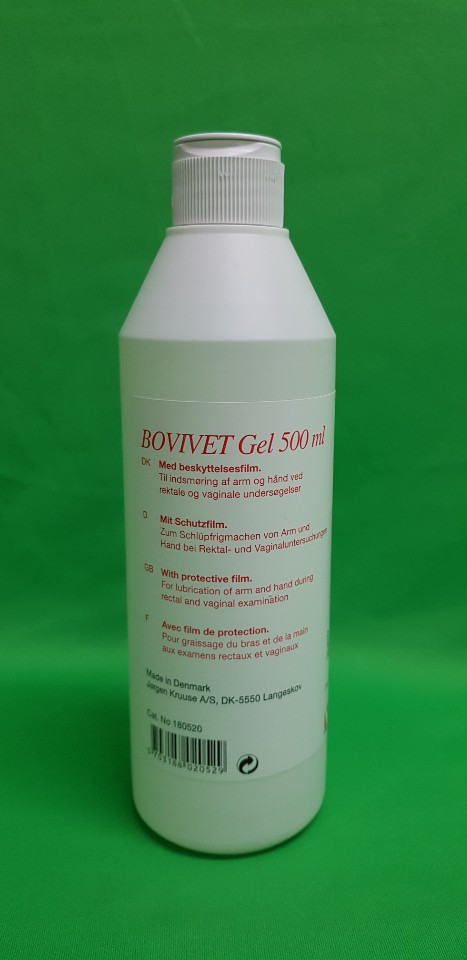 BOVIVET Gel 500 ml
DK Med beskyttelsesfilm.
Til indsmøring af arm og hånd ved
rektale og vaginale undersøgelser
D Mit Schutzfilm.
Zum Schlüpfrigmachen von Arm und
Hand bei Rektal- und Vaginaluntersuchungen
GB With protective film.
For lubrication of arm and hand during
rectal and vaginal examination
F Avec film de protection.
Pour graissage du bras et de la main
aux examens rectaux et vaginaux
Made in Denmark
Jørgen Kruuse A/S, DK-5550 Langeskov
Cat. No 180520
5 703188 020529